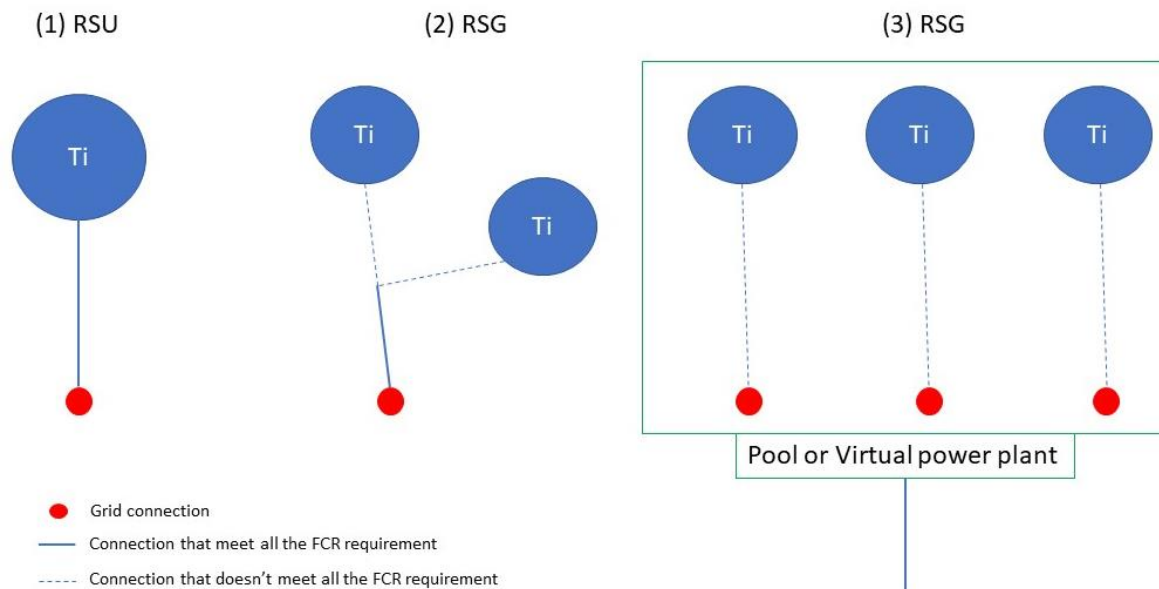 (1) RSU
(2) RSG
(3) RSG
Ti
Ti
Ti
Ti
Ti
Ti
Pool or Virtual power plant
Grid connection
Connection that meet all the FCR requirement
Connection that doesn't meet all the FCR requirement